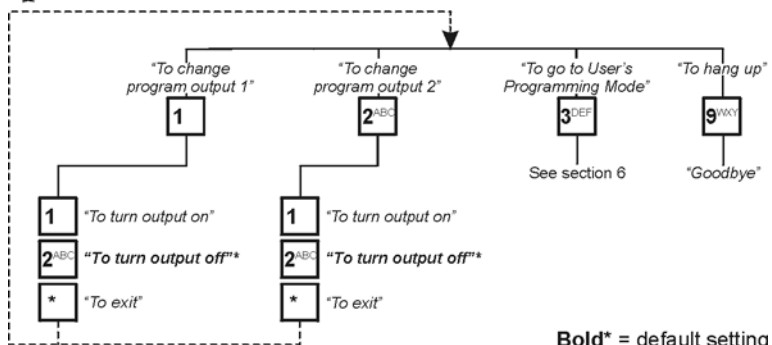 "To change program output 1"
"To change program output 2"
"To go to User's Programming Mode"
"To hang up"
1
2ABC
3DEF
9WXY
See section 6
"Goodbye"
1 "To turn output on"
2ABC "To turn output off"*
* "To exit"
1 "To turn output on"
2ABC "To turn output off"*
* "To exit"
Bold* = default setting